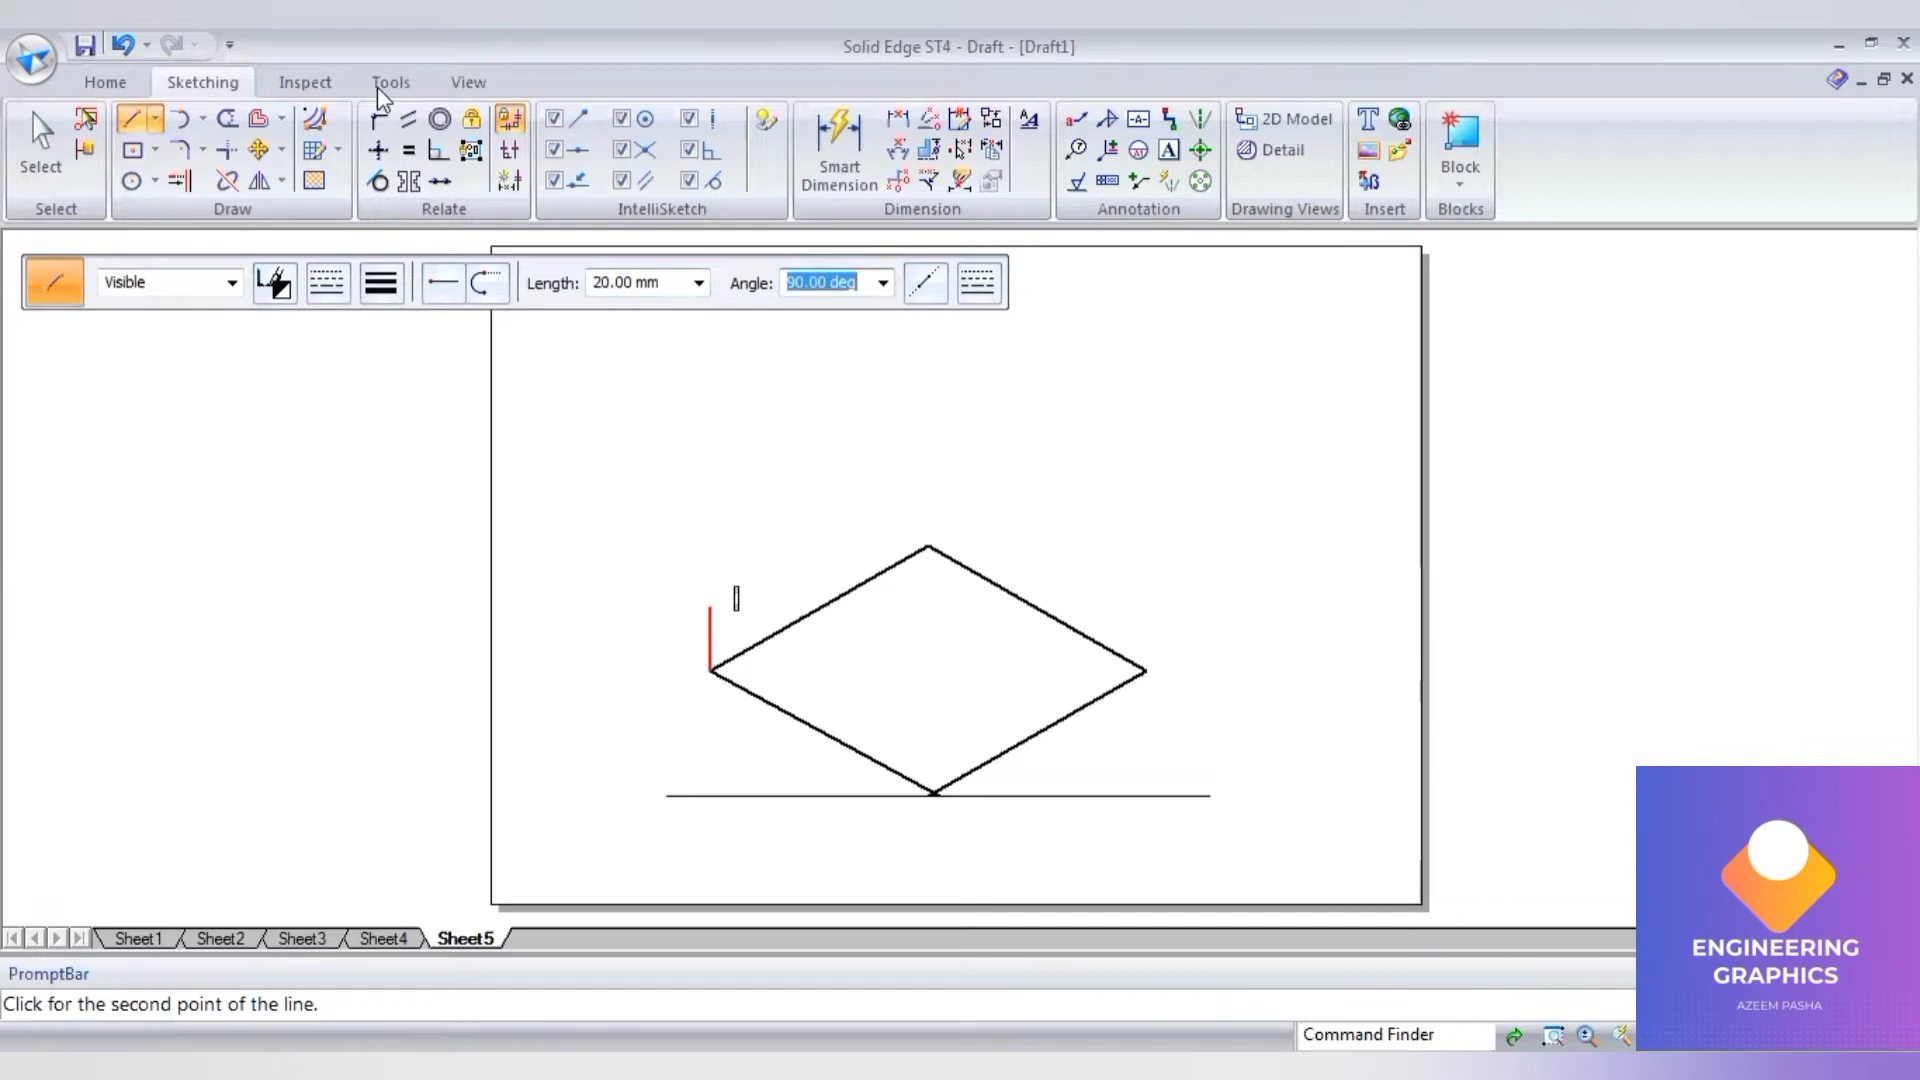 Solid Edge ST4 - Draft - [Draft1]
Home Sketching Inspect Tools View
Select
Smart Dimension
2D Model
Detail
Block
Select Draw Relate IntelliSketch Dimension Annotation Drawing Views Insert Blocks
Visible Length: 20.00 mm Angle: 90.00 deg
Sheet1 Sheet2 Sheet3 Sheet4 Sheet5
PromptBar
Click for the second point of the line.
Command Finder
ENGINEERING
GRAPHICS
AZEEM PASHA